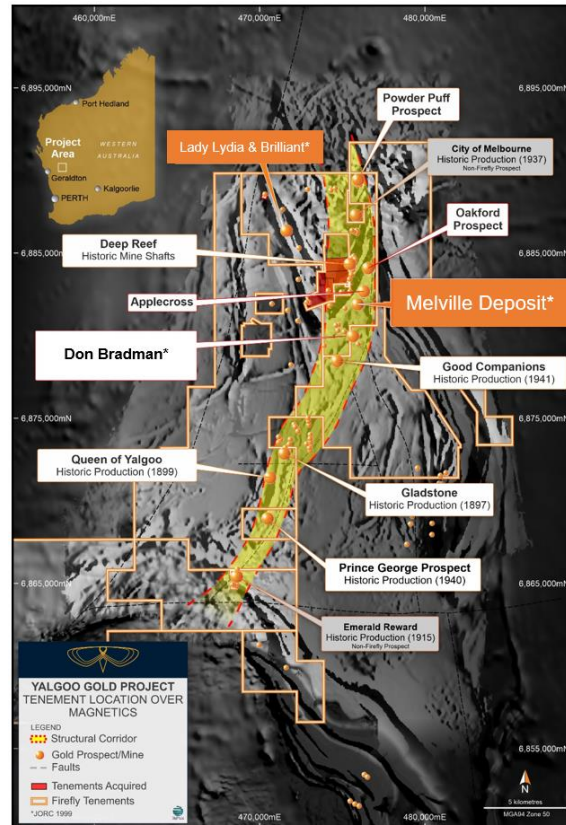 460,000mE
470,000mE
480,000mE
6,895,000mN
6,895,000mN
Port Hedland
Project
Area
WESTERN
AUSTRALIA
Geraldton
Kalgoorlie
PERTH
Powder Puff
Prospect
Lady Lydia & Brilliant*
City of Melbourne
Historic Production (1937)
Non-Firefly Prospect
Oakford
Prospect
6,885,000mN
6,885,000mN
Deep Reef
Historic Mine Shafts
Applecross
Melville Deposit*
Don Bradman*
Good Companions
Historic Production (1941)
6,875,000mN
6,875,000mN
Queen of Yalgoo
Historic Production (1899)
Gladstone
Historic Production (1897)
Prince George Prospect
Historic Production (1940)
6,865,000mN
6,865,000mN
Emerald Reward
Historic Production (1915)
Non-Firefly Prospect
YALGOO GOLD PROJECT
TENEMENT LOCATION OVER
MAGNETICS
LEGEND
Structural Corridor
Gold Prospect/Mine
Faults
Tenements Acquired
Firefly Tenements
*JORC 1999
6,855,000mN
6,855,000mN
N
5 kilometres
MGA94 Zone 50
470,000mE
480,000mE